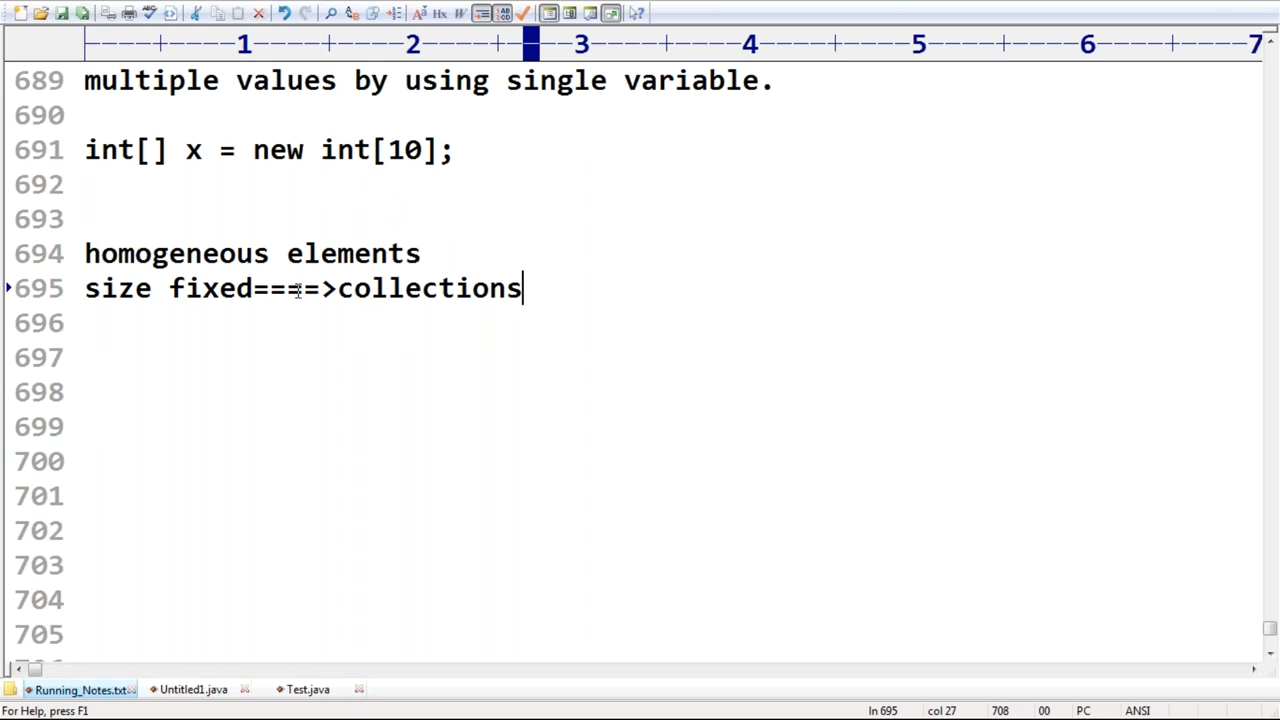 1 2 3 4 5 6 7
689 multiple values by using single variable.
690
691 int[] x = new int[10];
692
693
694 homogeneous elements
695 size fixed====>collections
696
697
698
699
700
701
702
703
704
705
Running_Notes.txt Untitled1.java Test.java
For Help, press F1 ln 695 col 27 708 00 PC ANSI